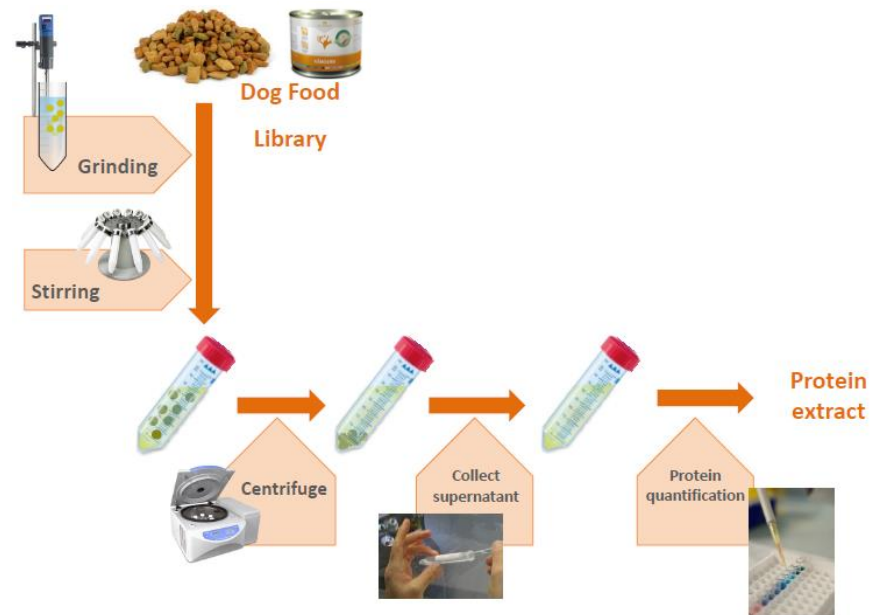 Dog Food
Library
Grinding
Stirring
Protein
extract
Centrifuge
Collect
supernatant
Protein
quantification